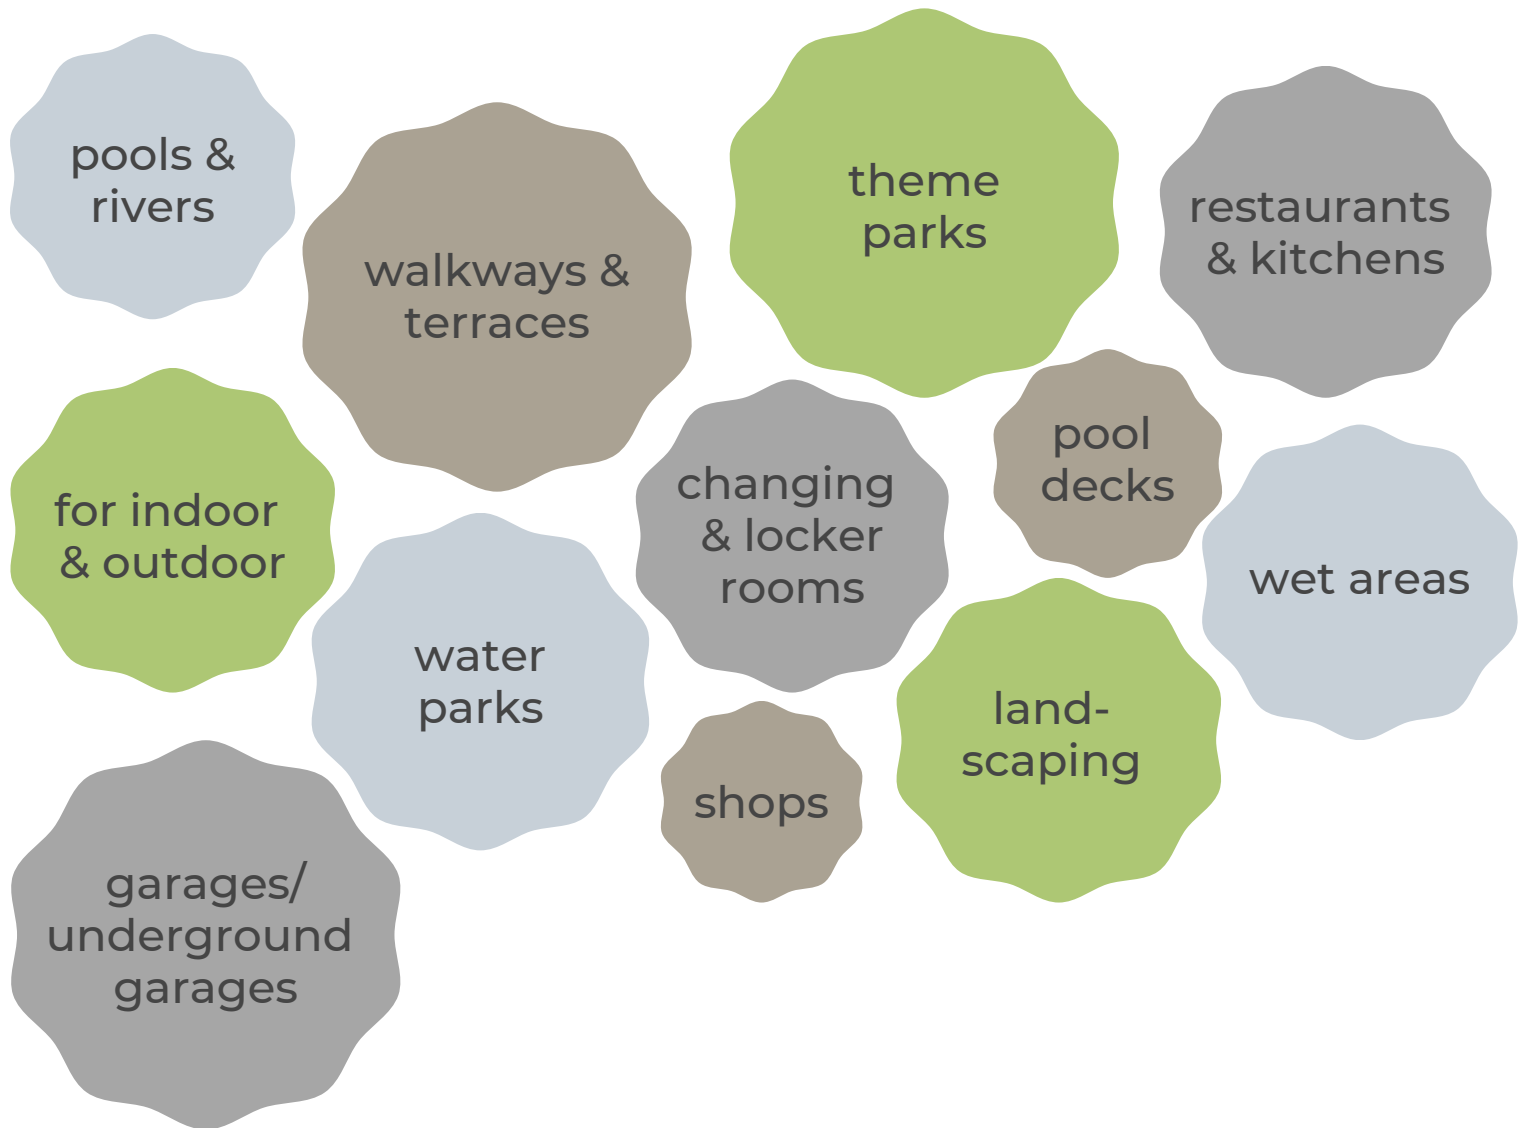 pools &
rivers
walkways &
terraces
theme
parks
restaurants
& kitchens
for indoor
& outdoor
water
parks
changing
& locker
rooms
pool
decks
wet areas
land-
scaping
shops
garages/
underground
garages